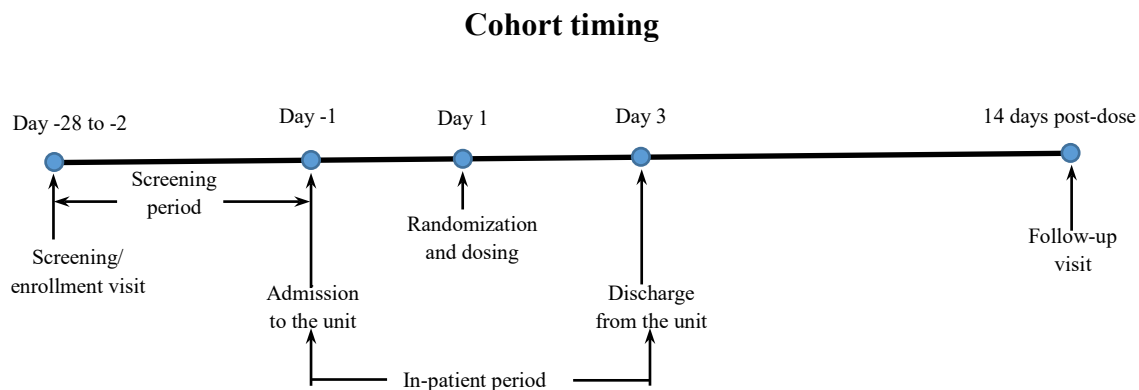 Cohort timing
Day -28 to -2
Day -1
Day 1
Day 3
14 days post-dose
Screening
period
Screening/
enrollment visit
Admission
to the unit
Randomization
and dosing
Discharge
from the unit
Follow-up
visit
In-patient period